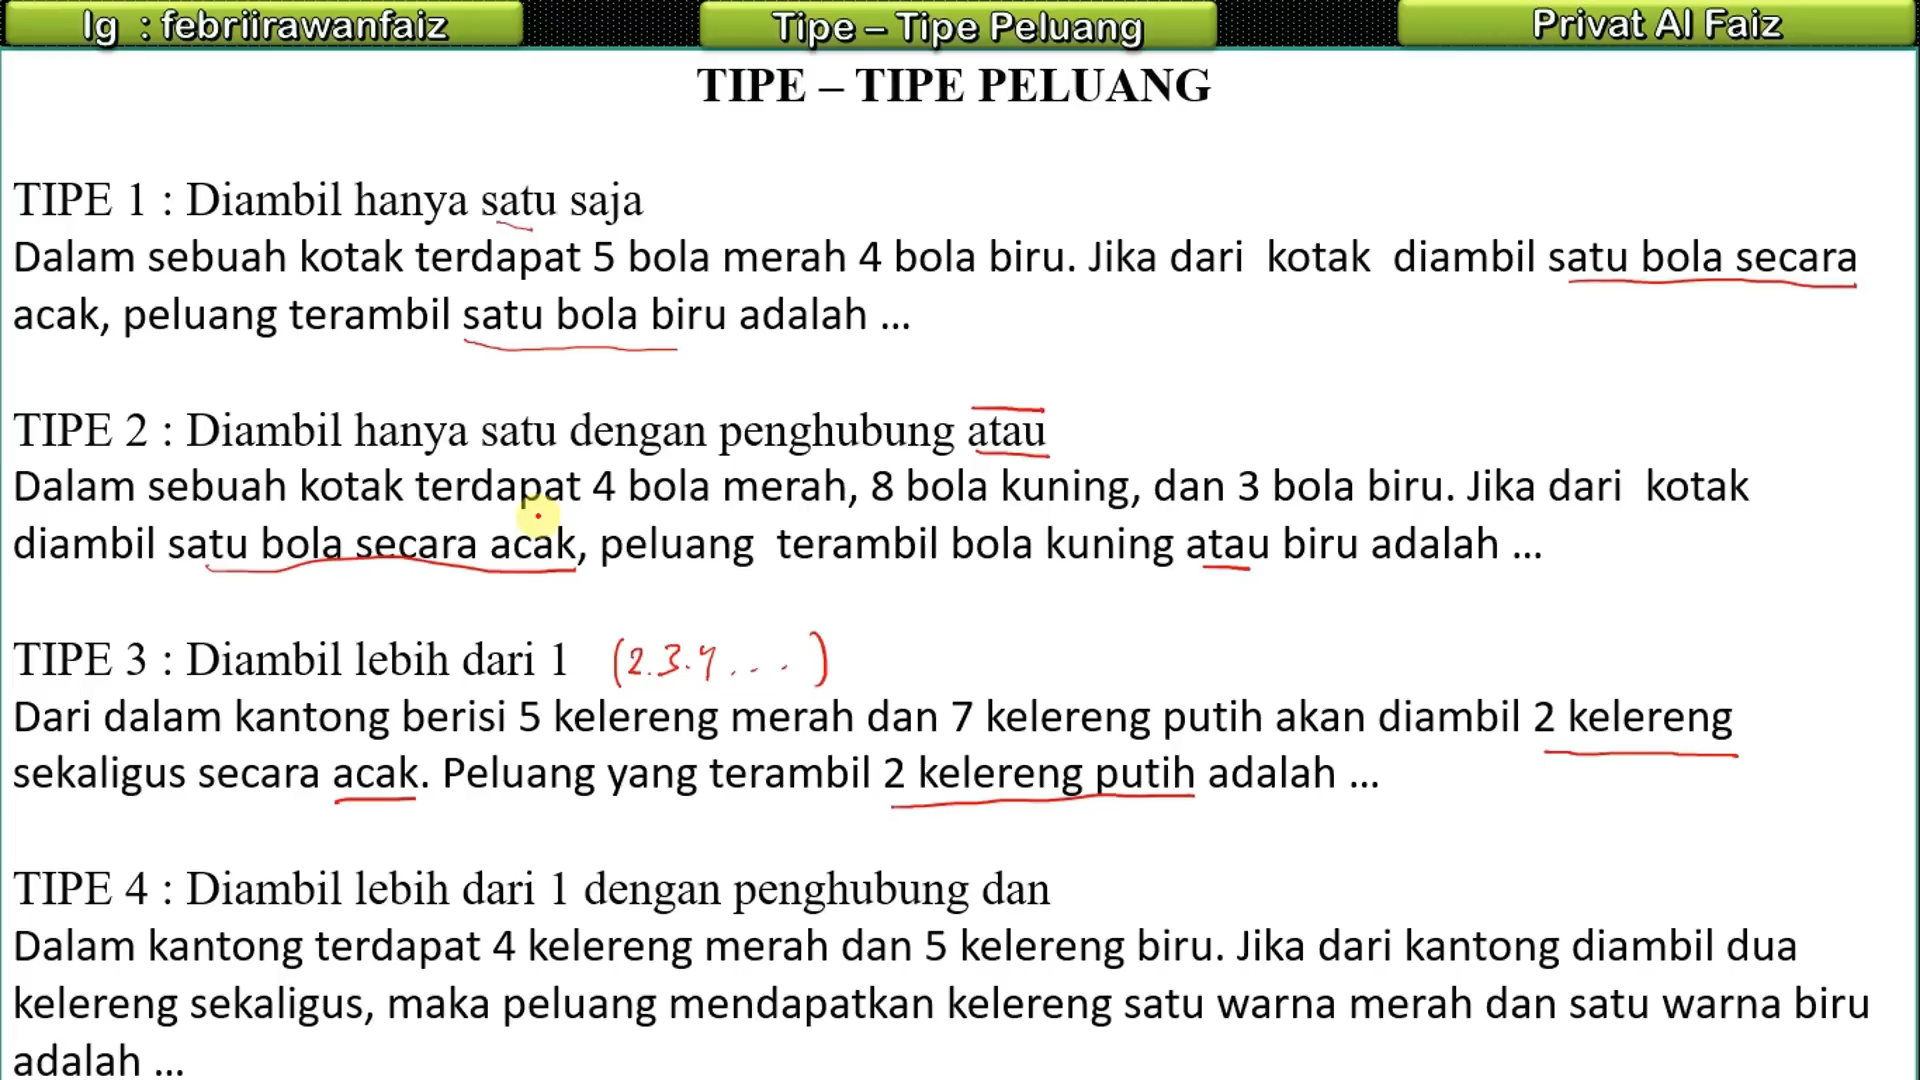 Ig : febriirawanfaiz
Tipe – Tipe Peluang
Privat Al Faiz
TIPE – TIPE PELUANG
TIPE 1 : Diambil hanya satu saja
Dalam sebuah kotak terdapat 5 bola merah 4 bola biru. Jika dari kotak diambil satu bola secara
acak, peluang terambil satu bola biru adalah ...
TIPE 2 : Diambil hanya satu dengan penghubung atau
Dalam sebuah kotak terdapat 4 bola merah, 8 bola kuning, dan 3 bola biru. Jika dari kotak
diambil satu bola secara acak, peluang terambil bola kuning atau biru adalah ...
TIPE 3 : Diambil lebih dari 1 (2.3.4 . . . )
Dari dalam kantong berisi 5 kelereng merah dan 7 kelereng putih akan diambil 2 kelereng
sekaligus secara acak. Peluang yang terambil 2 kelereng putih adalah ...
TIPE 4 : Diambil lebih dari 1 dengan penghubung dan
Dalam kantong terdapat 4 kelereng merah dan 5 kelereng biru. Jika dari kantong diambil dua
kelereng sekaligus, maka peluang mendapatkan kelereng satu warna merah dan satu warna biru
adalah ...